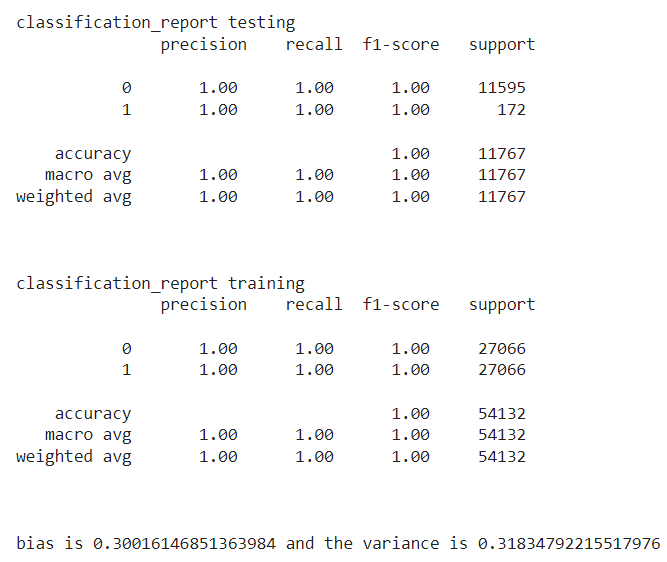 classification_report testing
precision recall f1-score support
0 1.00 1.00 1.00 11595
1 1.00 1.00 1.00 172
accuracy 1.00 11767
macro avg 1.00 1.00 1.00 11767
weighted avg 1.00 1.00 1.00 11767
classification_report training
precision recall f1-score support
0 1.00 1.00 1.00 27066
1 1.00 1.00 1.00 27066
accuracy 1.00 54132
macro avg 1.00 1.00 1.00 54132
weighted avg 1.00 1.00 1.00 54132
bias is 0.30016146851363984 and the variance is 0.31834792215517976